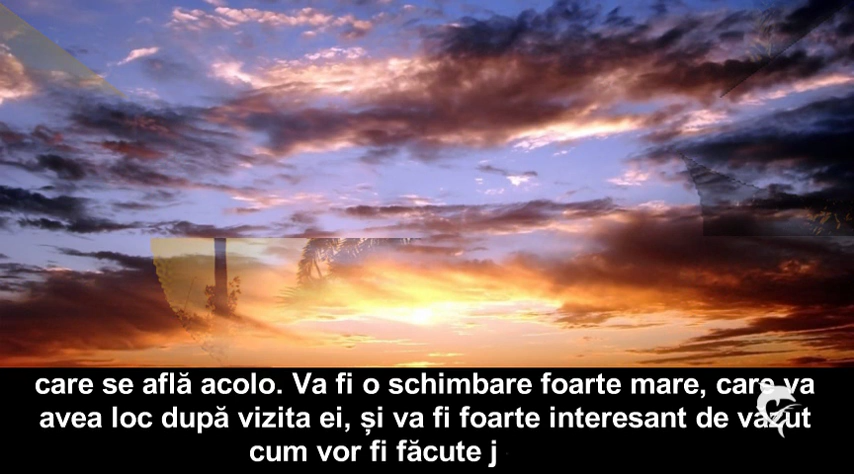 care se află acolo. Va fi o schimbare foarte mare, care va
avea loc după vizita ei, și va fi foarte interesant de văzut
cum vor fi făcute j